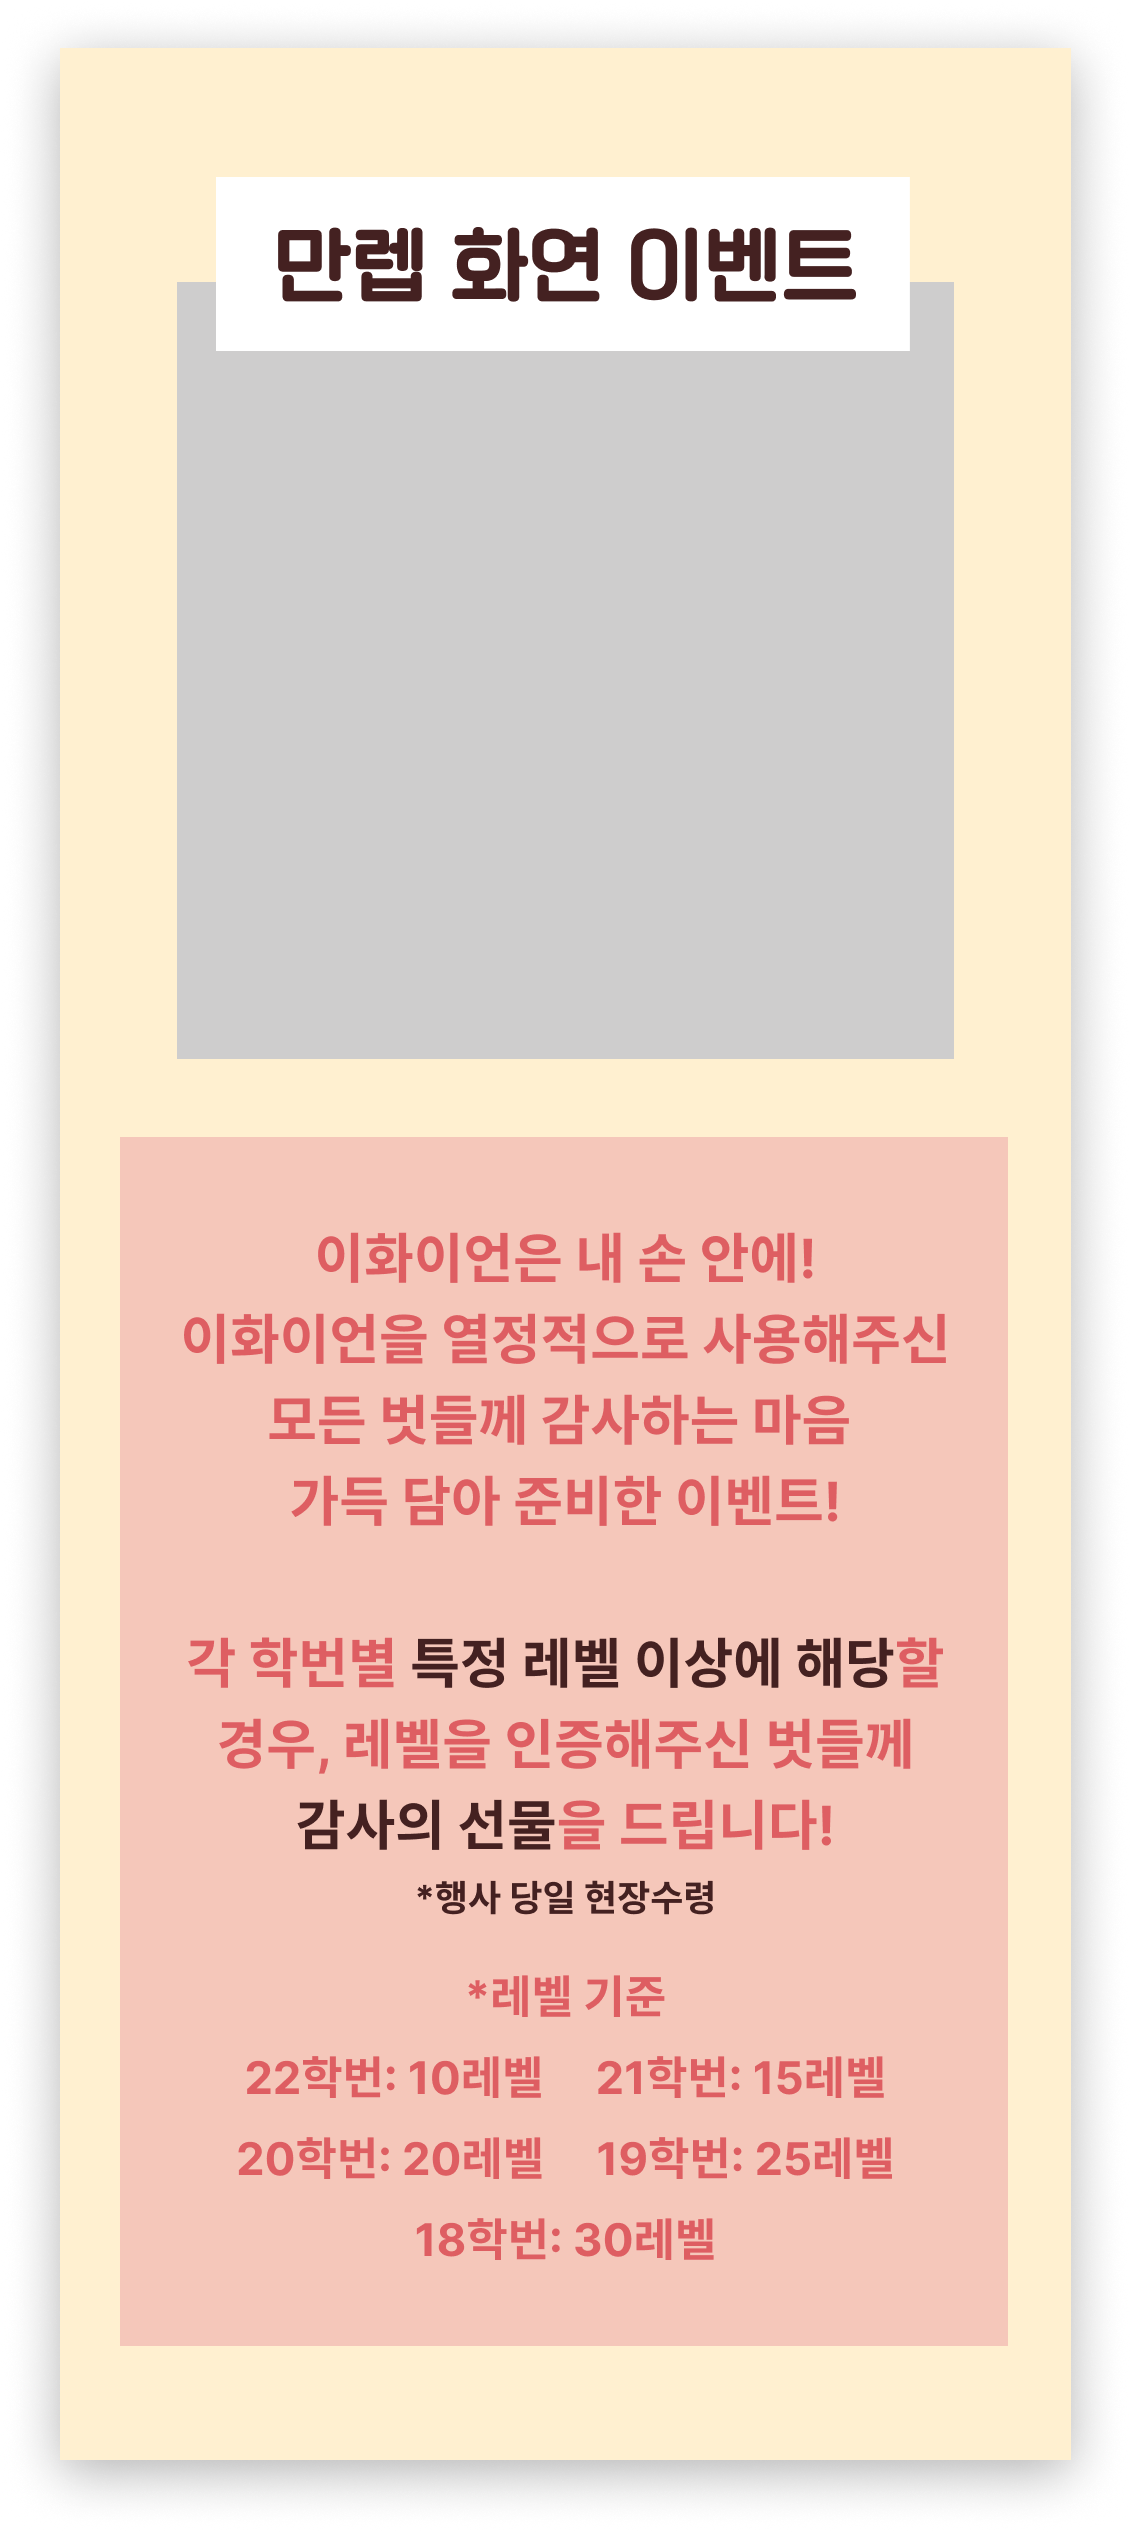 만렙 화연 이벤트
이화이언은 내 손 안에!
이화이언을 열정적으로 사용해주신
모든 벗들께 감사하는 마음
가득 담아 준비한 이벤트!
각 학번별 특정 레벨 이상에 해당할
경우, 레벨을 인증해주신 벗들께
감사의 선물을 드립니다!
*행사 당일 현장수령
*레벨 기준
22학번: 10레벨 21학번: 15레벨
20학번: 20레벨 19학번: 25레벨
18학번: 30레벨